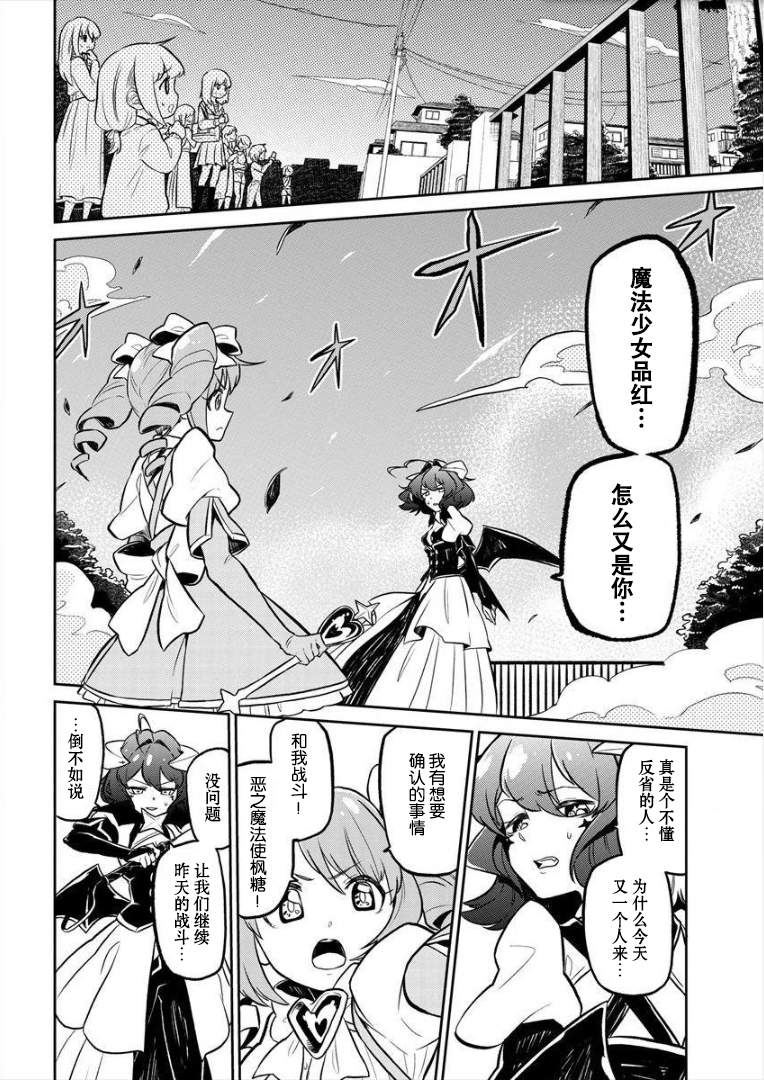 魔法少女品红…
怎么又是你…
真是个不懂
反省的人…
为什么今天
又一个人来…
我有想要
确认的事情
和我战斗！
恶之魔法使枫糖！
没问题
让我们继续
昨天的战斗…
…倒不如说